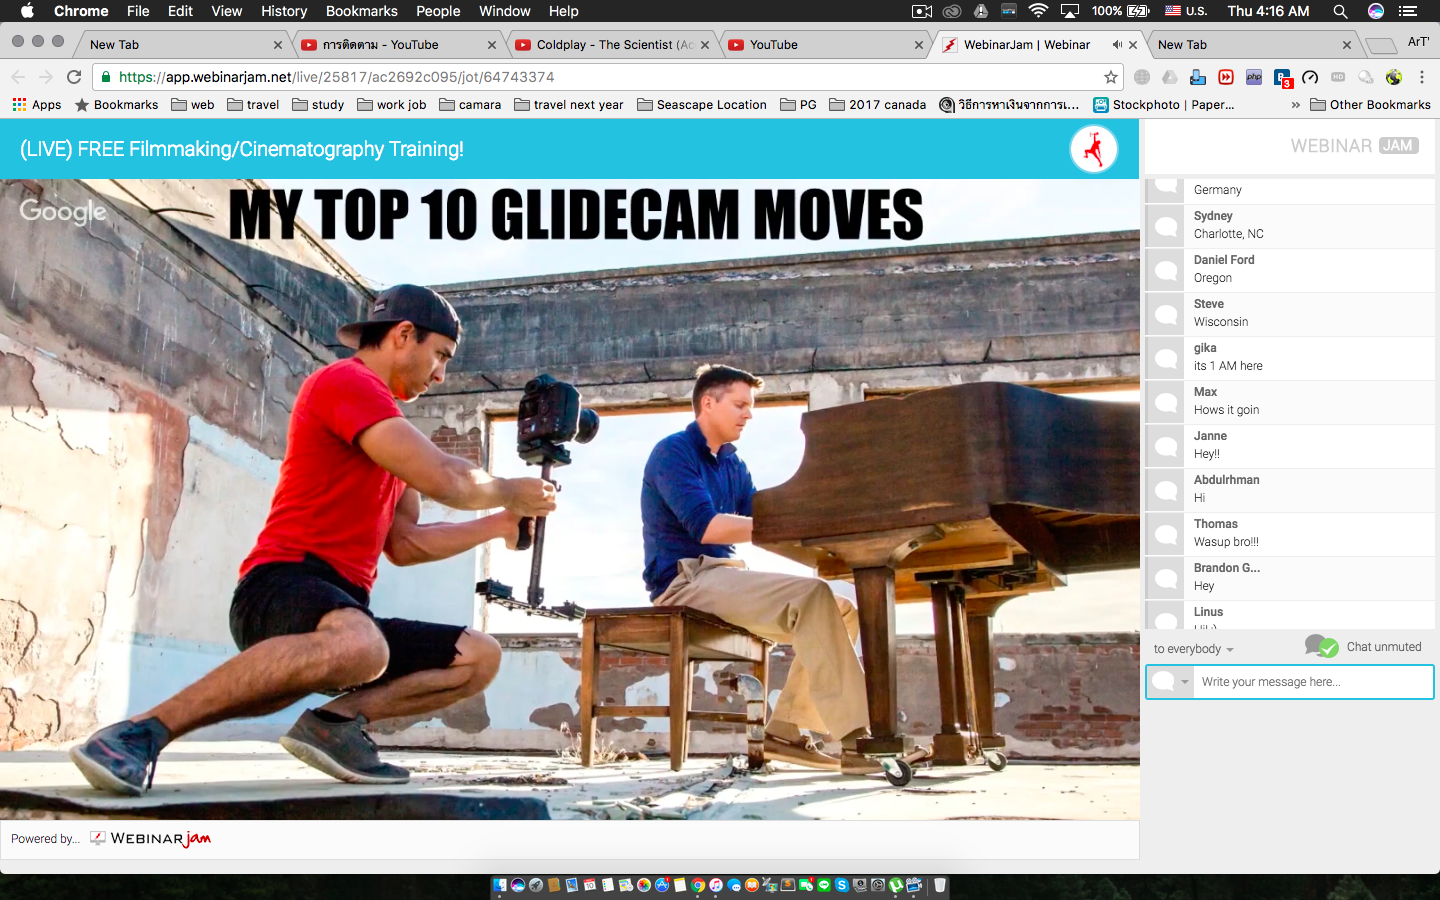 Chrome File Edit View History Bookmarks People Window Help 100% U.S. Thu 4:16 AM
New Tab การติดตาม - YouTube Coldplay - The Scientist (Ac YouTube WebinarJam | Webinar New Tab ArT'
https://app.webinarjam.net/live/25817/ac2692c095/jot/64743374
php HD 3
Apps Bookmarks web travel study work job camara travel next year Seascape Location PG 2017 canada วิธีการหาเงินจากการเ... Stockphoto | Paper... » Other Bookmarks
(LIVE) FREE Filmmaking/Cinematography Training!
WEBINAR JAM
Google
MY TOP 10 GLIDECAM MOVES
Germany
Sydney
Charlotte, NC
Daniel Ford
Oregon
Steve
Wisconsin
gika
its 1 AM here
Max
Hows it goin
Janne
Hey!!
Abdulrhman
Hi
Thomas
Wasup bro!!!
Brandon G...
Hey
Linus
to everybody
Chat unmuted
Write your message here...
Powered by... WEBINARjam